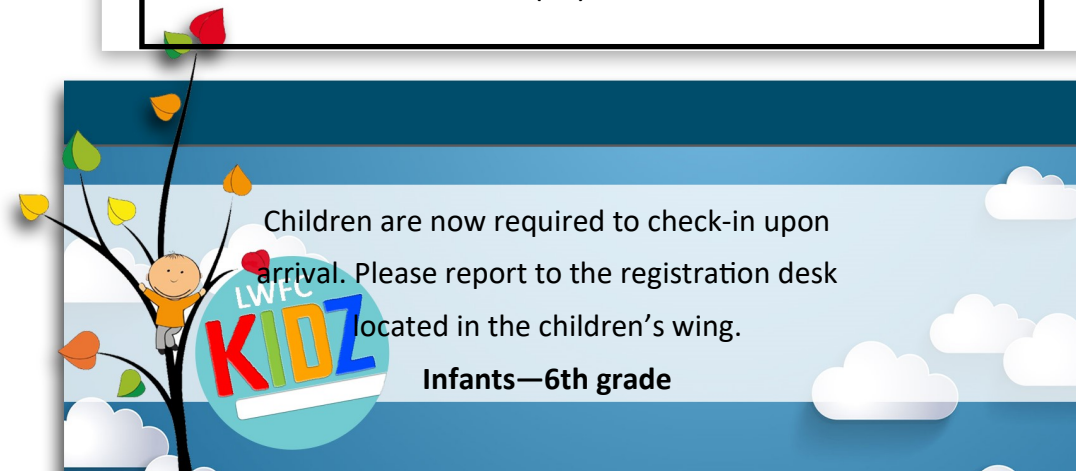 Children are now required to check-in upon
arrival. Please report to the registration desk
located in the children's wing.
Infants—6th grade
LWFC
KIDZ